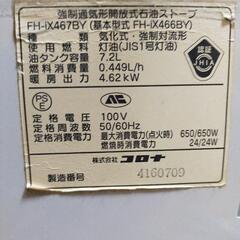 強制通気形開放式石油ストーブ
FH-iX467BY (基本型式 FH-iX466BY)
種類 気化式・強制対流形
使用燃料 灯油(JIS1号灯油)
油タンク容量 7.2L
燃料消費量 0.449L/h
暖房出力 4.62kW
認証
JHIA
PS
E
定格電圧 100V
定格周波数 50/60Hz
定格消費電力 最大消費電力(点火時) 650/650W
燃焼時消費電力 24/24W
株式会社 コロナ
製造番号 4160709